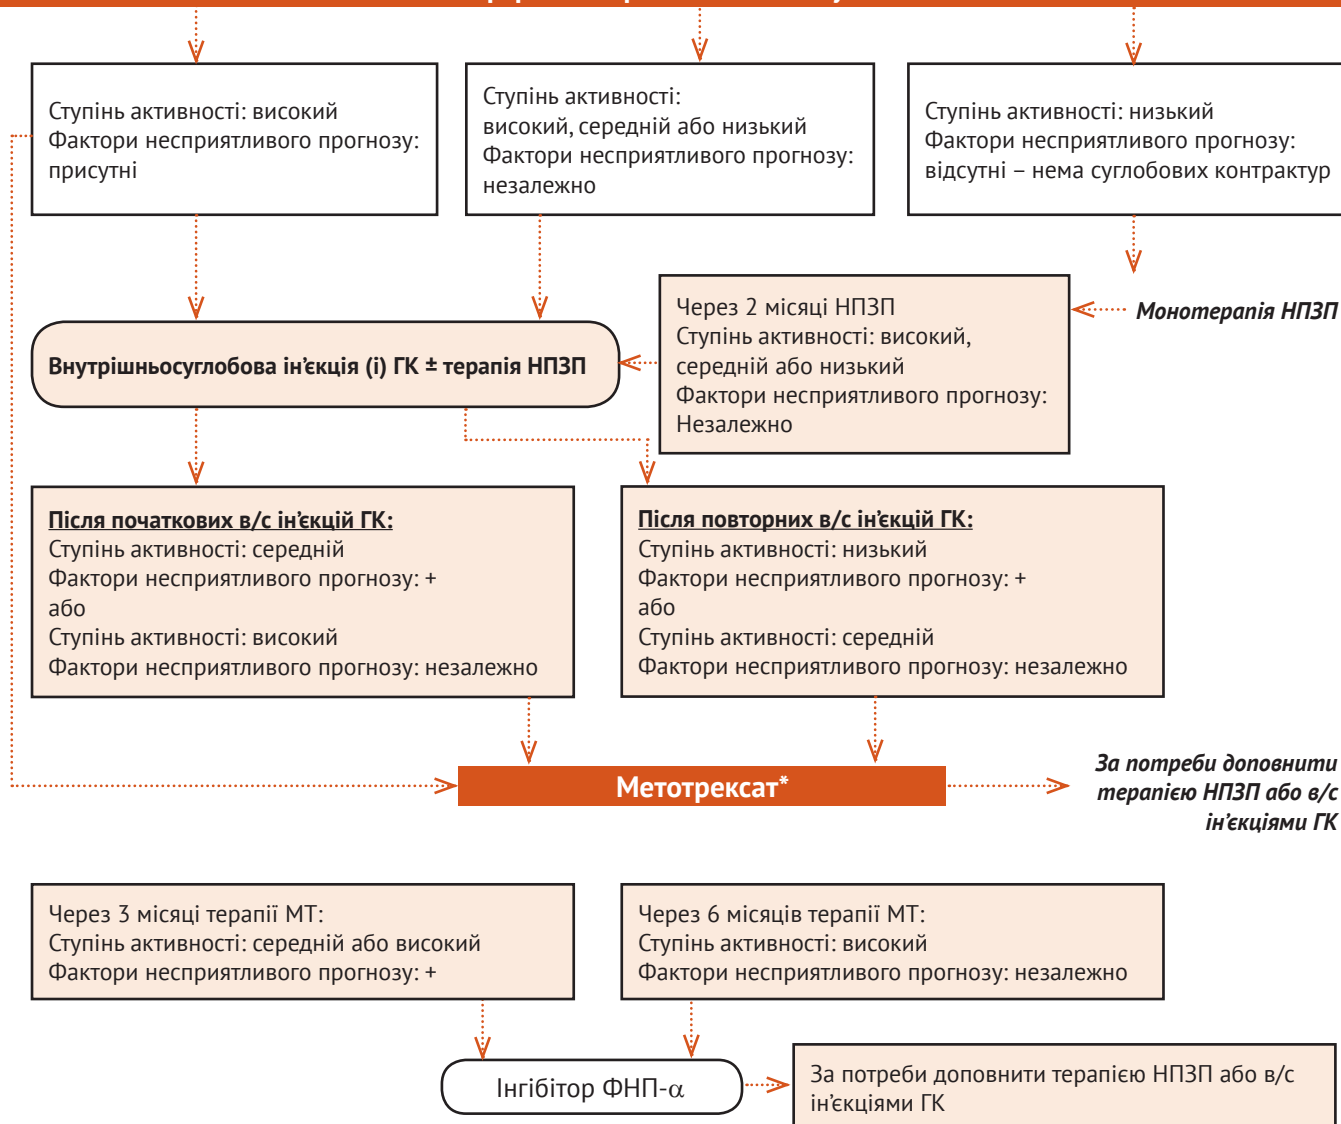 Ступінь активності: високий
Фактори несприятливого прогнозу:
присутні
Ступінь активності:
високий, середній або низький
Фактори несприятливого прогнозу:
незалежно
Ступінь активності: низький
Фактори несприятливого прогнозу:
відсутні – нема суглобових контрактур
Через 2 місяці НПЗП
Ступінь активності: високий,
середній або низький
Фактори несприятливого прогнозу:
Незалежно
Монотерапія НПЗП
Внутрішньосуглобова ін'єкція (і) ГК ± терапія НПЗП
Після початкових в/с ін'єкцій ГК:
Ступінь активності: середній
Фактори несприятливого прогнозу: +
або
Ступінь активності: високий
Фактори несприятливого прогнозу: незалежно
Після повторних в/с ін'єкцій ГК:
Ступінь активності: низький
Фактори несприятливого прогнозу: +
або
Ступінь активності: середній
Фактори несприятливого прогнозу: незалежно
Метотрексат*
За потреби доповнити
терапією НПЗП або в/с
ін'єкціями ГК
Через 3 місяці терапії МТ:
Ступінь активності: середній або високий
Фактори несприятливого прогнозу: +
Через 6 місяців терапії МТ:
Ступінь активності: високий
Фактори несприятливого прогнозу: незалежно
Інгібітор ФНП-α
За потреби доповнити терапією НПЗП або в/с
ін'єкціями ГК